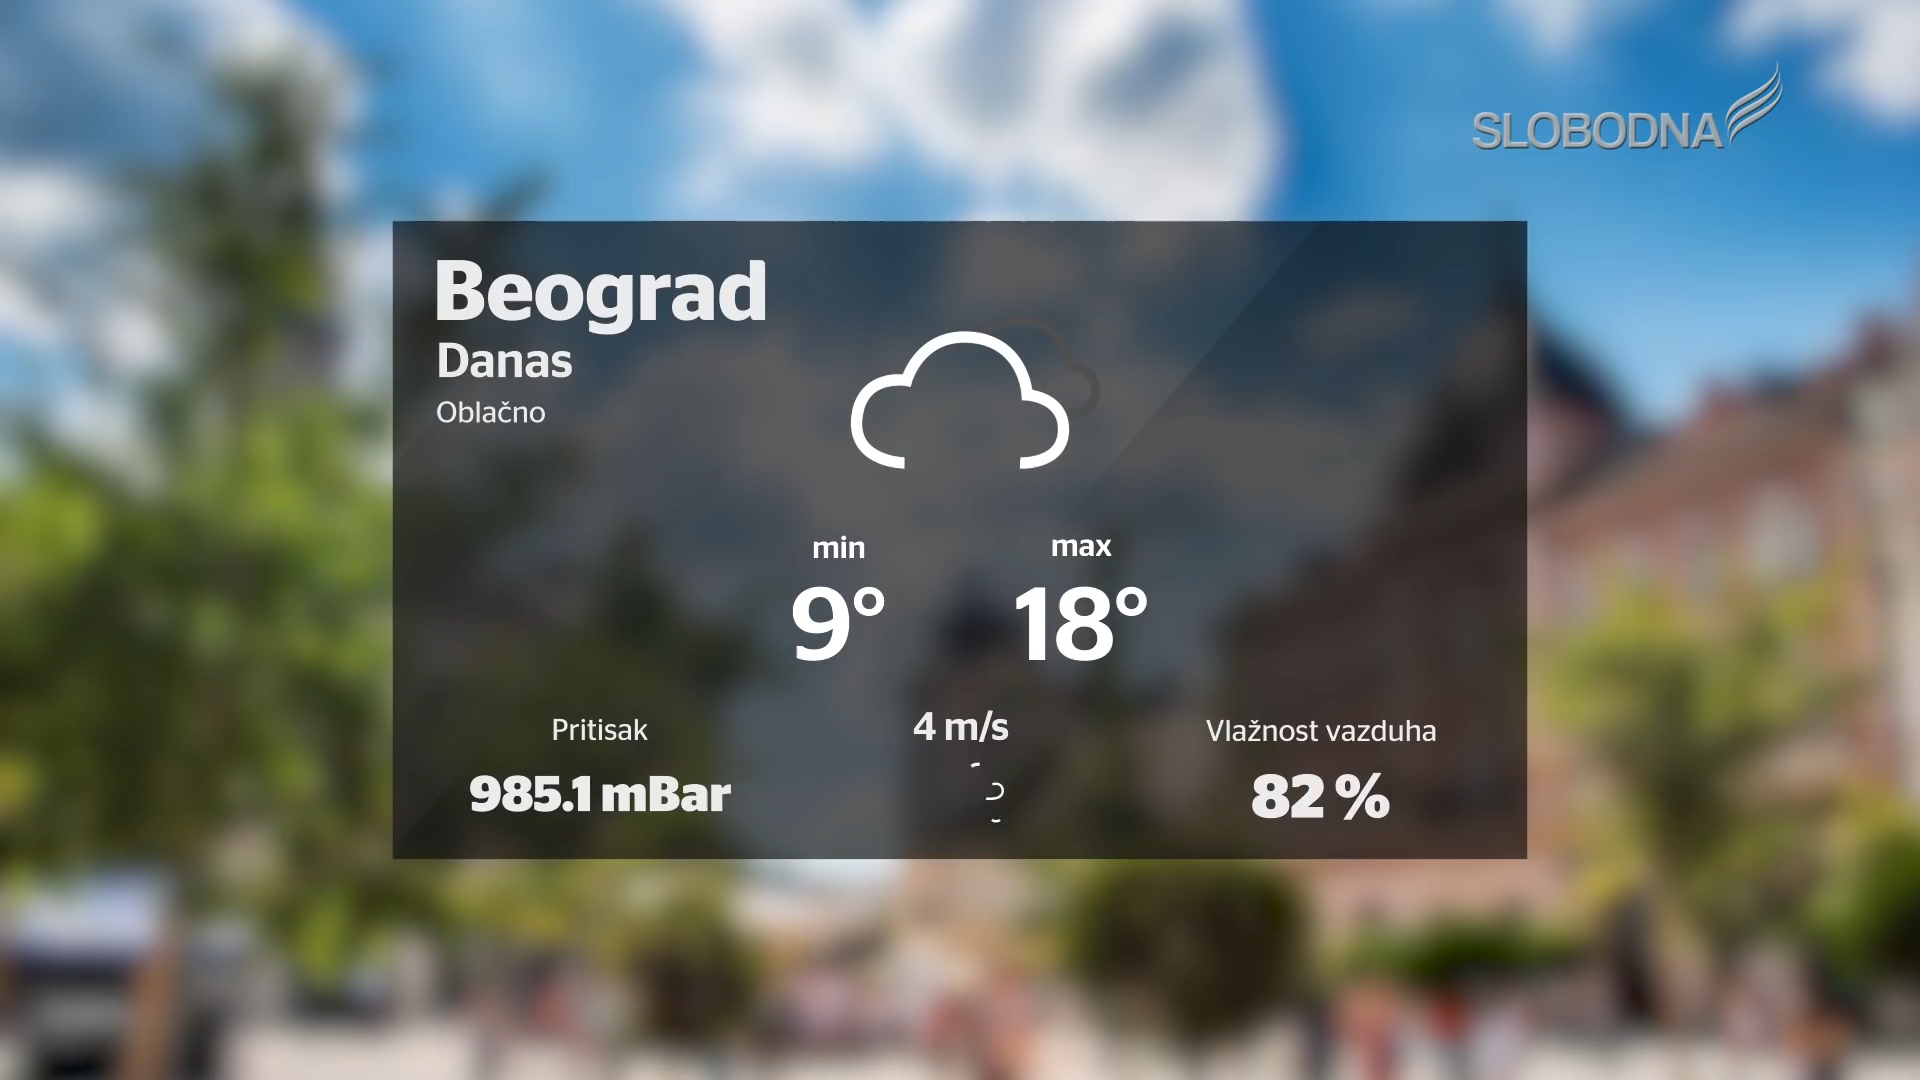 SLOBODNA
Beograd
Danas
Oblačno
min
max
9°
18°
Pritisak
4 m/s
Vlažnost vazduha
985.1 mBar
82 %